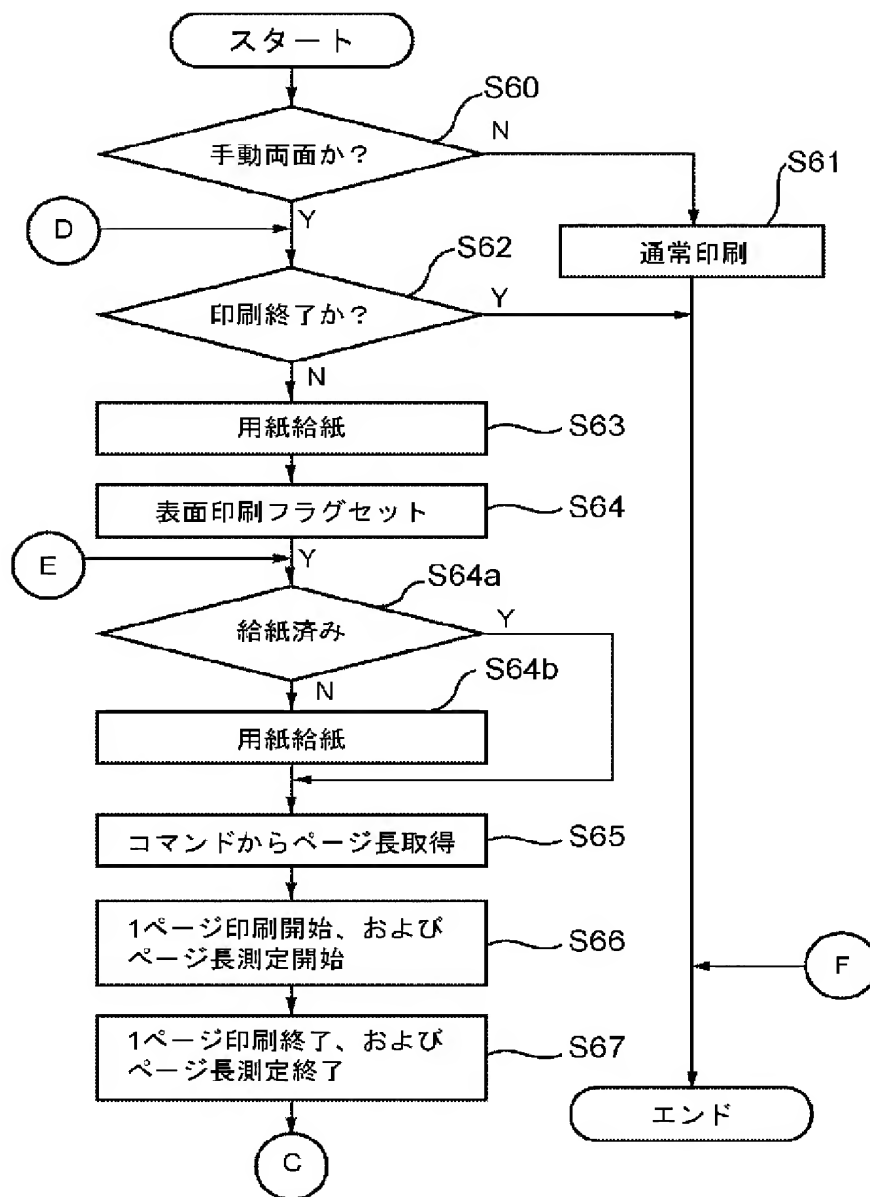 スタート
S60
手動両面か？
N
S61
通常印刷
Y
D
S62
印刷終了か？
Y
N
用紙給紙
S63
表面印刷フラグセット
S64
Y
E
S64a
給紙済み
Y
N
S64b
用紙給紙
コマンドからページ長取得
S65
1ページ印刷開始、および
ページ長測定開始
S66
F
1ページ印刷終了、および
ページ長測定終了
S67
エンド
C